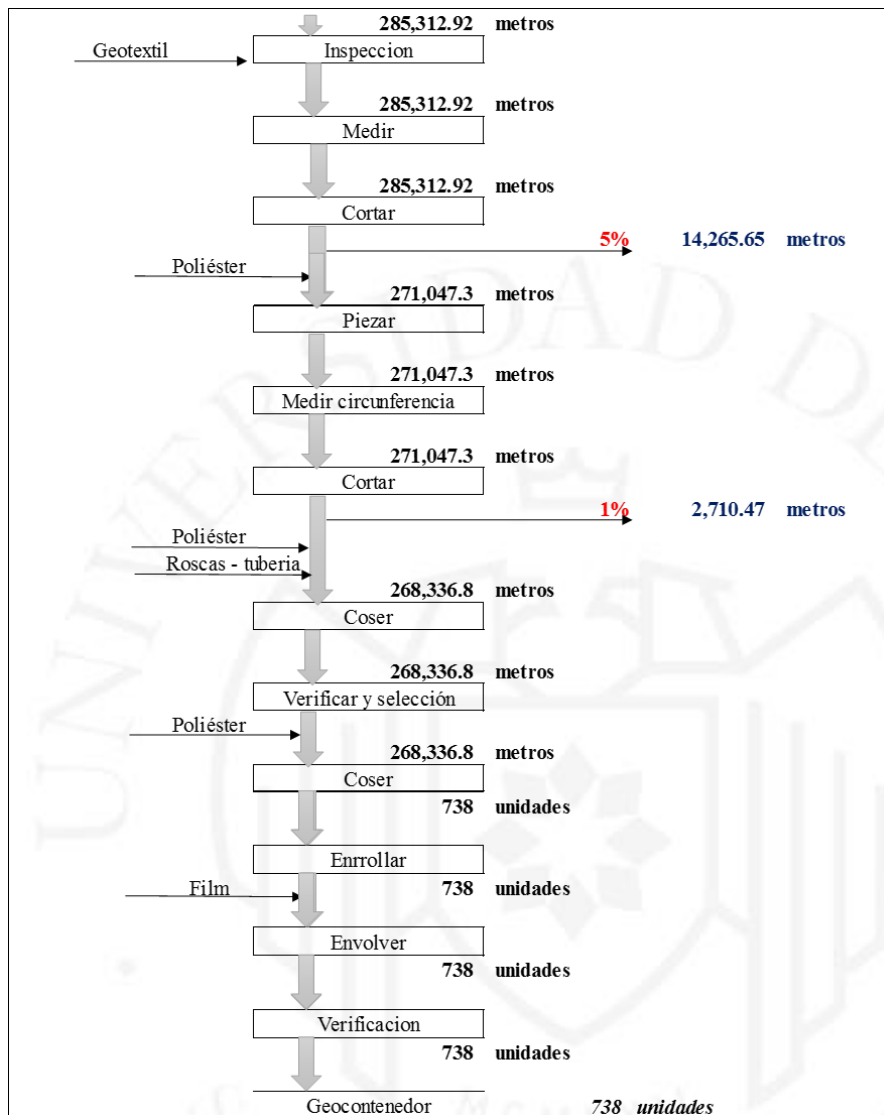 285,312.92 metros
Geotextil
Inspeccion
285,312.92 metros
Medir
285,312.92 metros
Cortar
5% 14,265.65 metros
Poliéster
271,047.3 metros
Piezar
271,047.3 metros
Medir circunferencia
271,047.3 metros
Cortar
1% 2,710.47 metros
Poliéster
Roscas - tuberia
268,336.8 metros
Coser
268,336.8 metros
Verificar y selección
Poliéster
268,336.8 metros
Coser
738 unidades
Enrrollar
Film
738 unidades
Envolver
738 unidades
Verificacion
738 unidades
Geocontenedor 738 unidades
UNIVERSIDAD DE